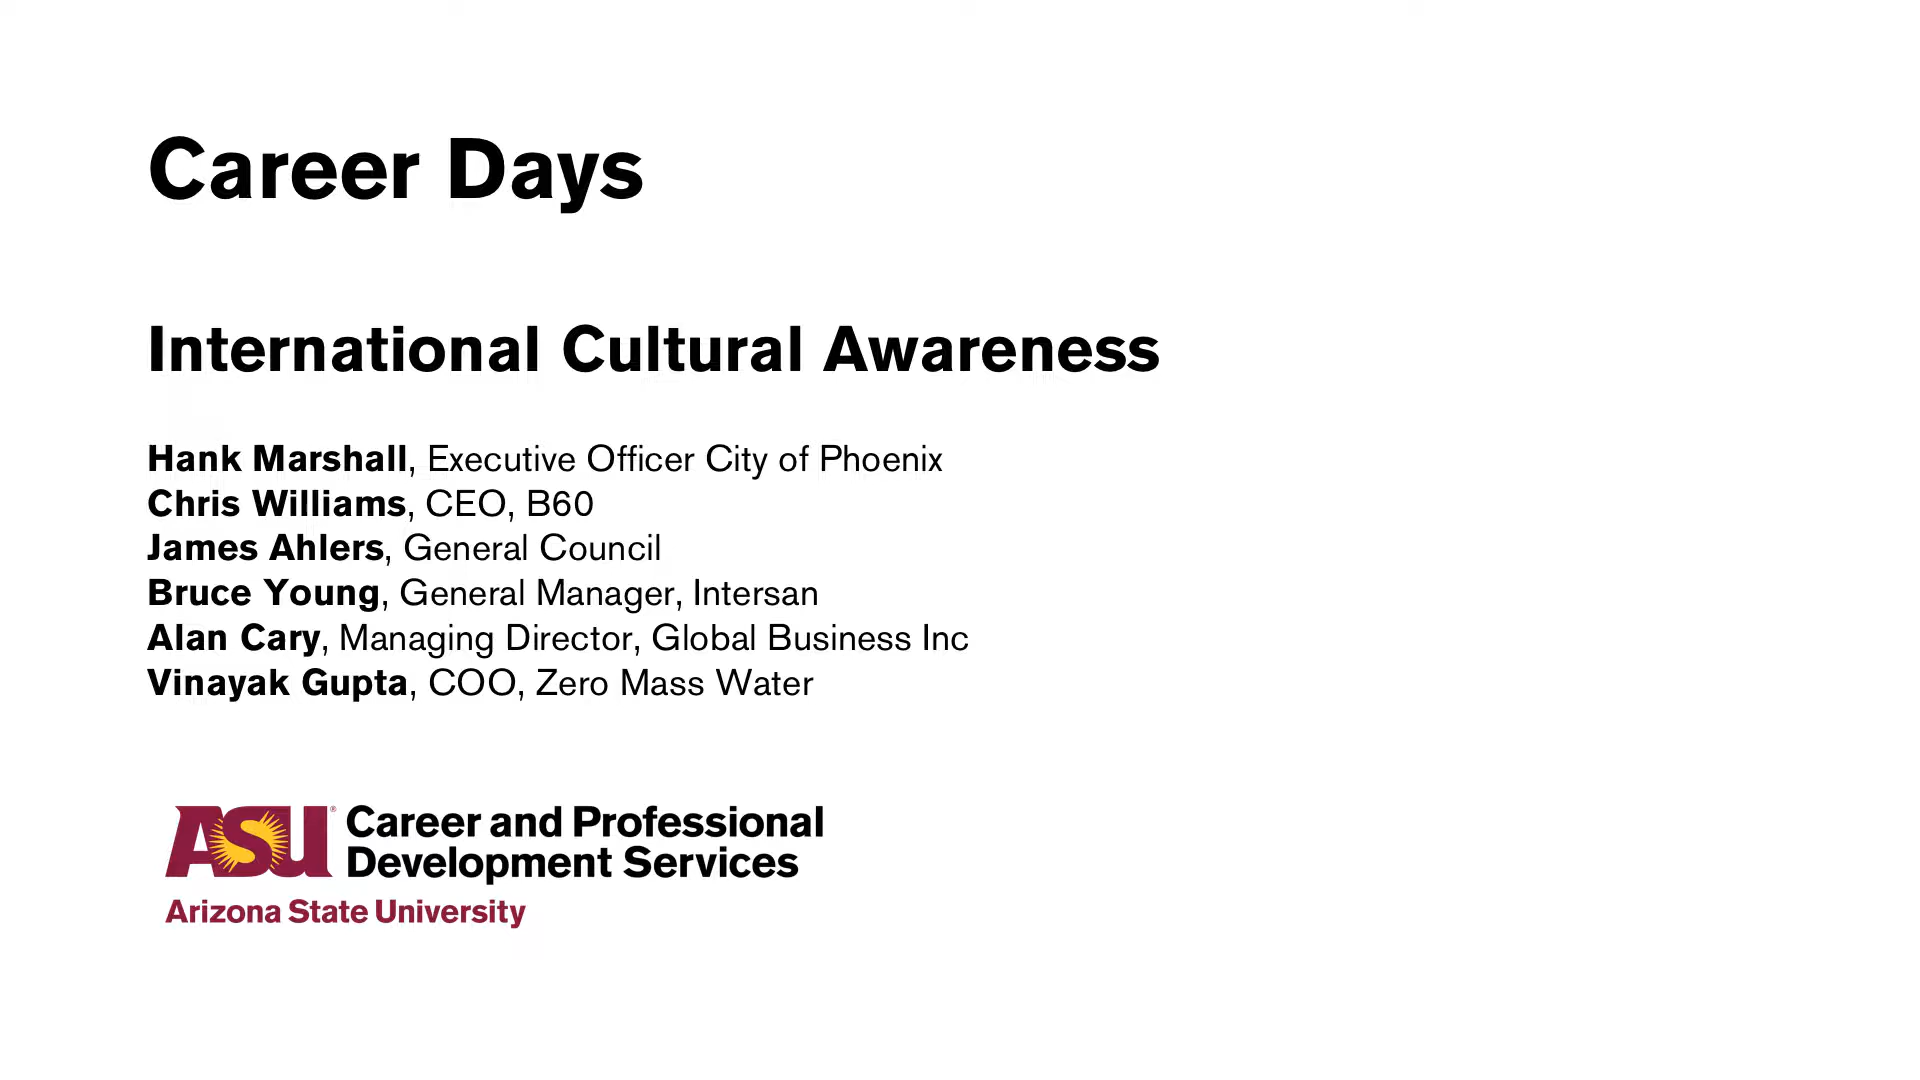 Career Days
International Cultural Awareness
Hank Marshall, Executive Officer City of Phoenix
Chris Williams, CEO, B60
James Ahlers, General Council
Bruce Young, General Manager, Intersan
Alan Cary, Managing Director, Global Business Inc
Vinayak Gupta, COO, Zero Mass Water
ASU® Career and Professional
Development Services
Arizona State University